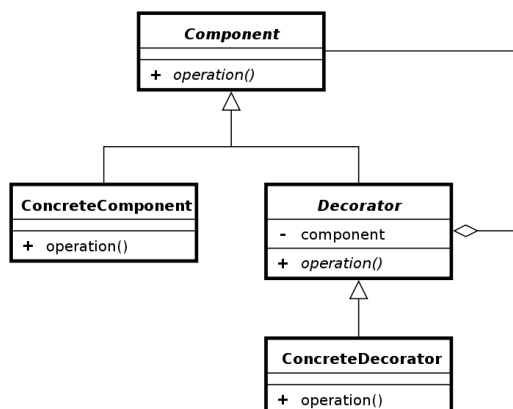 Component
+ operation()
ConcreteComponent
+ operation()
Decorator
- component
+ operation()
ConcreteDecorator
+ operation()